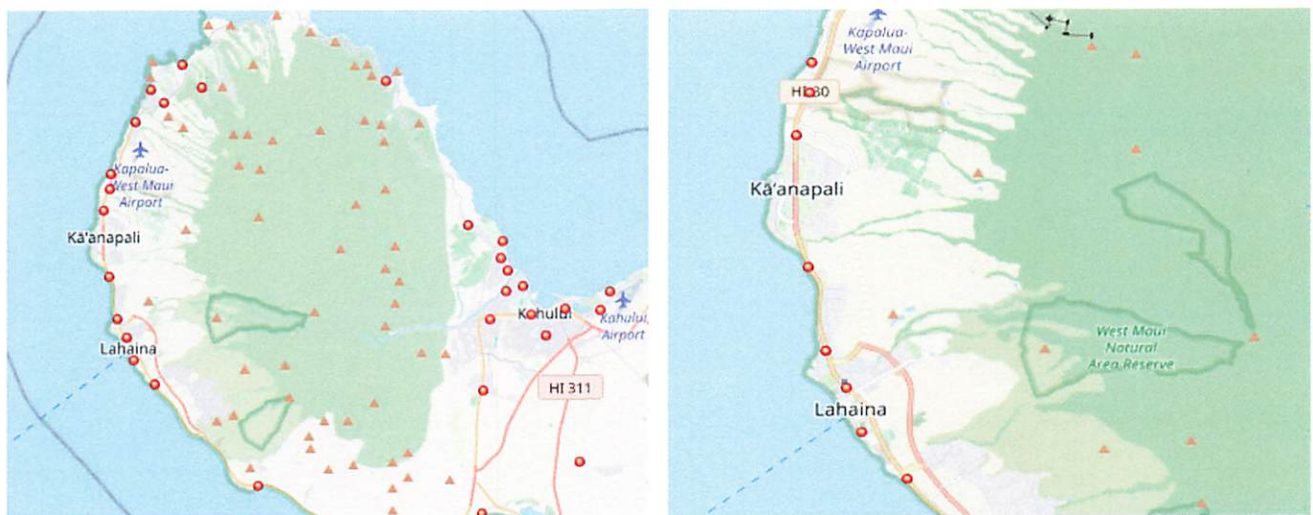 Kapalua-
West Maui
Airport
Kā'anapali
Lahaina
Kahului
Kahului
Airport
HI 311
Kapalua-
West Maui
Airport
HI 30
Kā'anapali
West Maui
Natural
Area Reserve
Lahaina